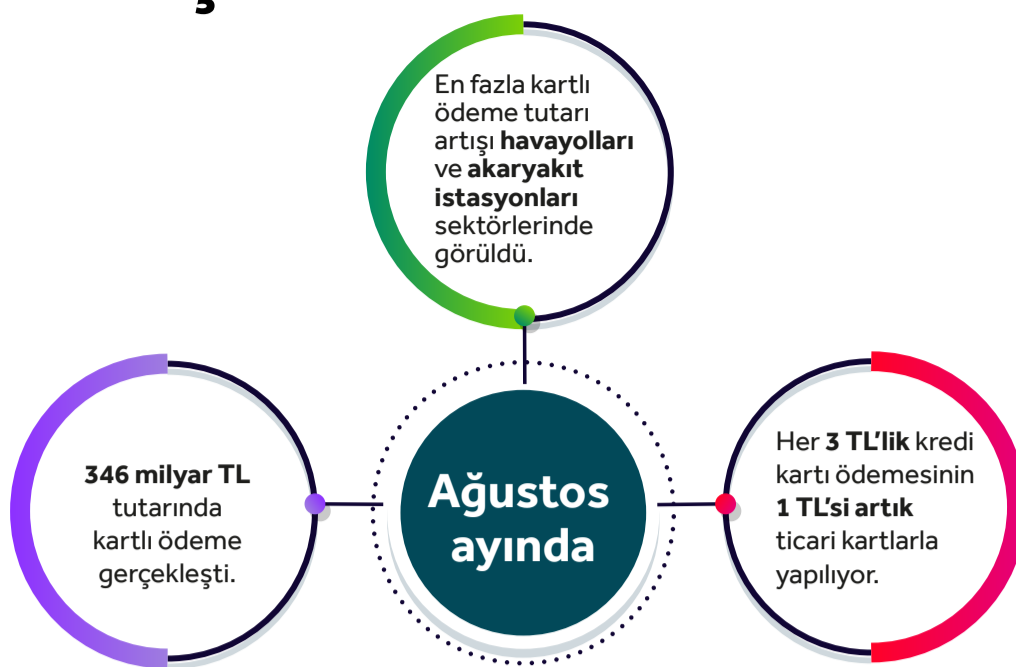 En fazla kartlı
ödeme tutarı
artışı havayolları
ve akaryakıt
istasyonları
sektörlerinde
görüldü.
346 milyar TL
tutarında
kartlı ödeme
gerçekleşti.
Ağustos
ayında
Her 3 TL'lik kredi
kartı ödemesinin
1 TL'si artık
ticari kartlarla
yapılıyor.